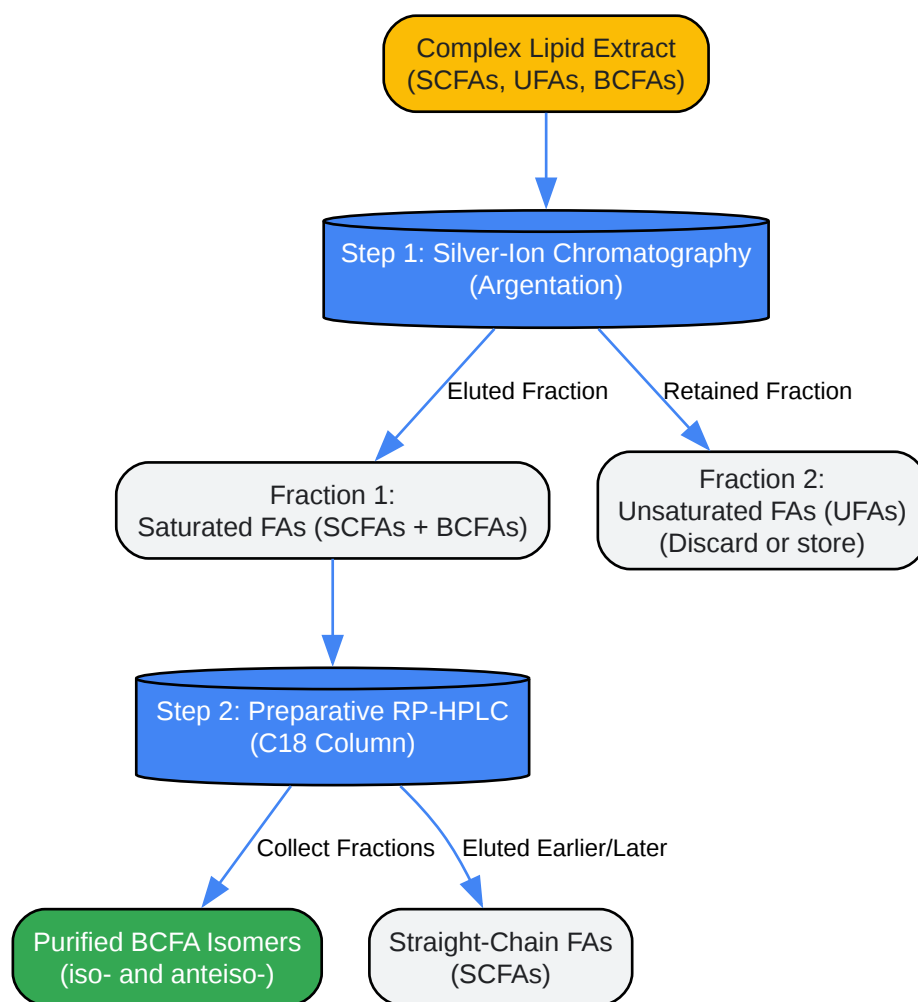 Complex Lipid Extract
(SCFAs, UFAs, BCFAs)
Step 1: Silver-Ion Chromatography
(Argentation)
Eluted Fraction
Retained Fraction
Fraction 1:
Saturated FAs (SCFAs + BCFAs)
Fraction 2:
Unsaturated FAs (UFAs)
(Discard or store)
Step 2: Preparative RP-HPLC
(C18 Column)
Collect Fractions
Eluted Earlier/Later
Purified BCFA Isomers
(iso- and anteiso-)
Straight-Chain FAs
(SCFAs)